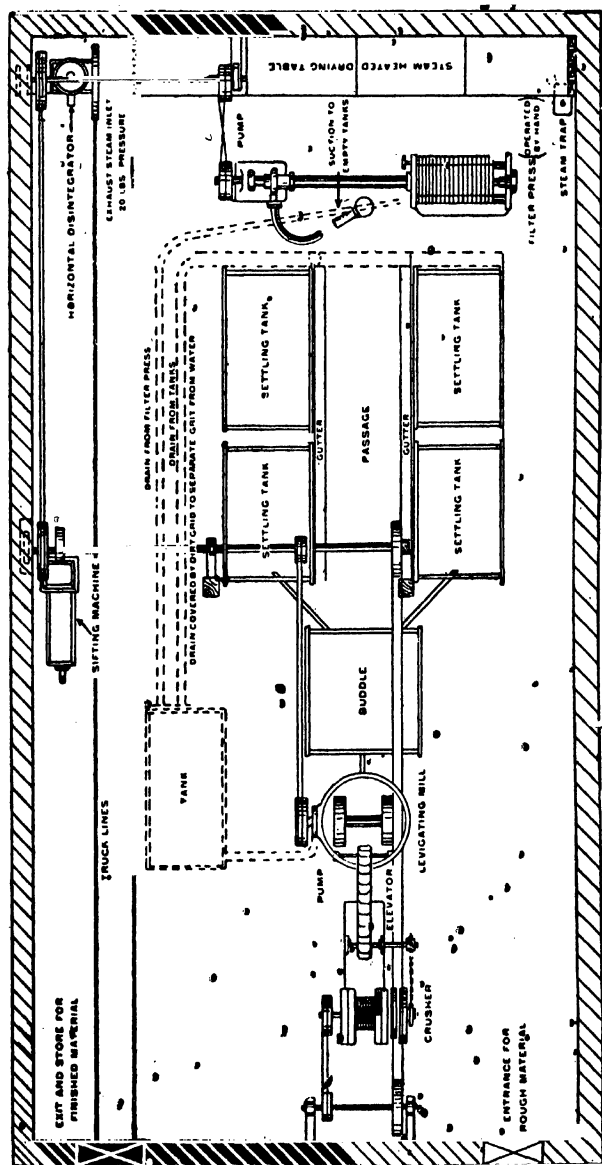 STEAM HEATED DRYING TABLE
HORIZONTAL DISINTEGRATOR
EXHAUST STEAM INLET
20 LBS. PRESSURE
PUMP
SUCTION TO
EMPTY TANKS
FILTER PRESS
OPERATED
BY HAND
STEAM TRAP
DRAIN FROM FILTER PRESS
DRAIN FROM TANKS
DRAIN COVERED BY DIRT GRID TO SEPARATE GRIT FROM WATER
SETTLING TANK
SETTLING TANK
GUTTER
PASSAGE
GUTTER
SETTLING TANK
SETTLING TANK
SIFTING MACHINE
BUDDLE
TANK
TRUCK LINES
PUMP
ELEVATOR
LEVIGATING MILL
CRUSHER
EXIT AND STORE FOR
FINISHED MATERIAL
ENTRANCE FOR
ROUGH MATERIAL